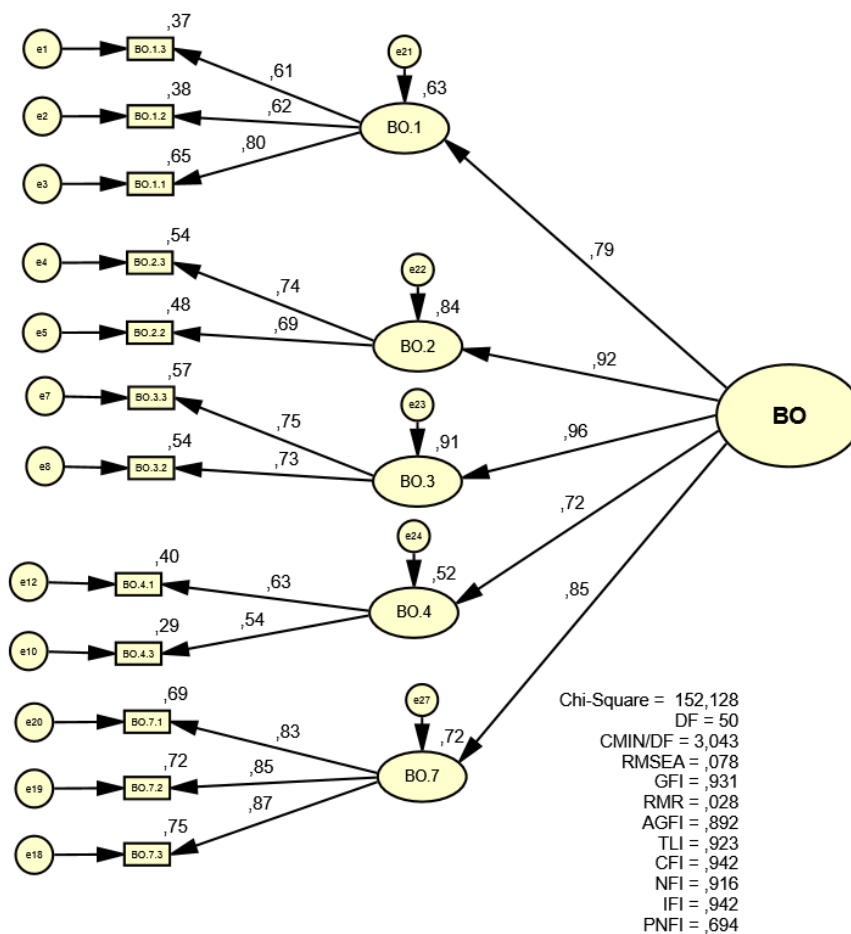 ,37
e1
BO.1.3
e21
,63
,61
,38
e2
BO.1.2
,62
BO.1
,65
,80
e3
BO.1.1
,79
,54
e4
BO.2.3
e22
,84
,74
,48
e5
BO.2.2
,69
BO.2
,92
,57
e7
BO.3.3
e23
BO
,75
,91
,96
,54
e8
BO.3.2
,73
BO.3
,72
e24
,40
e12
BO.4.1
,63
,52
,85
,29
,54
BO.4
e10
BO.4.3
,69
e20
BO.7.1
e27
,83
,72
,72
e19
BO.7.2
,85
BO.7
,75
,87
e18
BO.7.3
Chi-Square = 152,128
DF = 50
CMIN/DF = 3,043
RMSEA = ,078
GFI = ,931
RMR = ,028
AGFI = ,892
TLI = ,923
CFI = ,942
NFI = ,916
IFI = ,942
PNFI = ,694